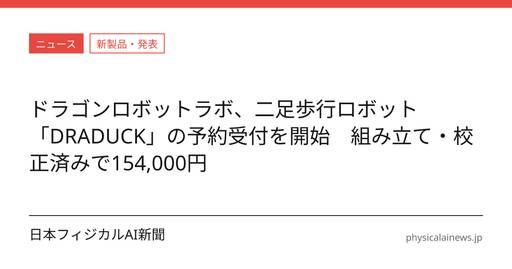 ニュース 新製品・発表
ドラゴンロボットラボ、二足歩行ロボット
「DRADUCK」の予約受付を開始　組み立て・校
正済みで154,000円
日本フィジカルAI新聞 physicalainews.jp